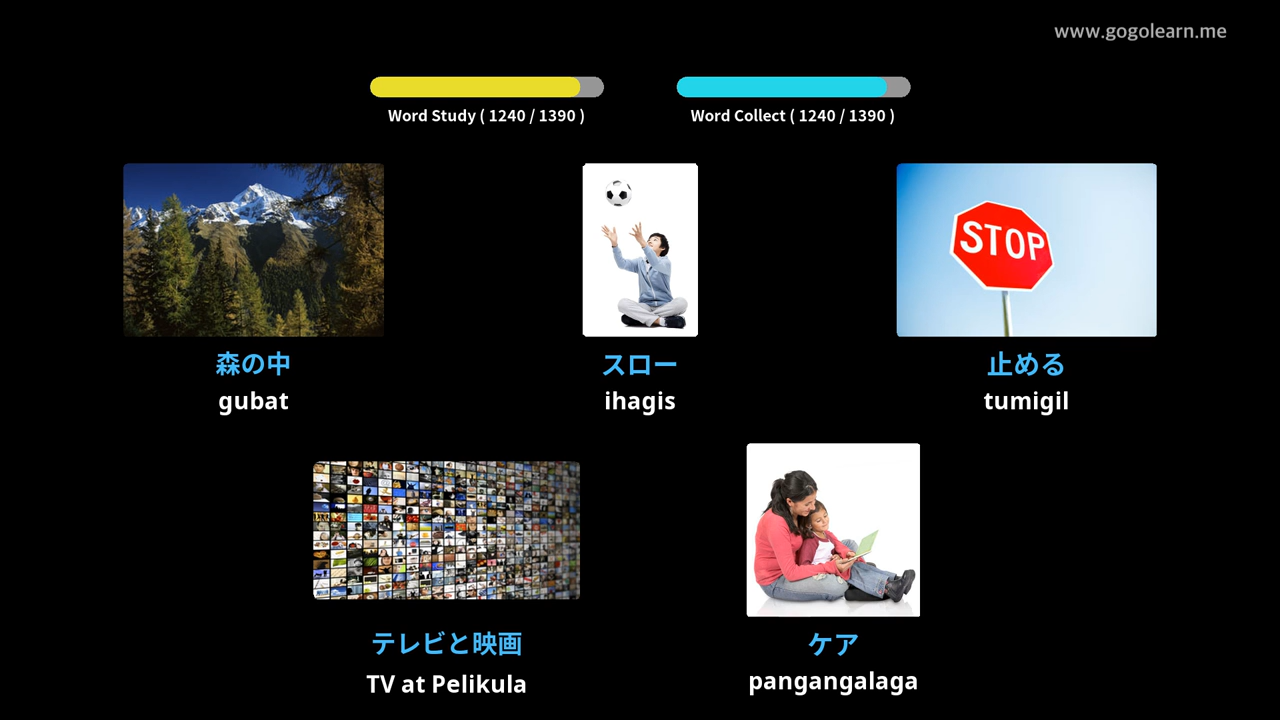 www.gogolearn.me
Word Study ( 1240 / 1390 )
Word Collect ( 1240 / 1390 )
STOP
森の中
gubat
スロー
ihagis
止める
tumigil
テレビと映画
TV at Pelikula
ケア
pangangalaga